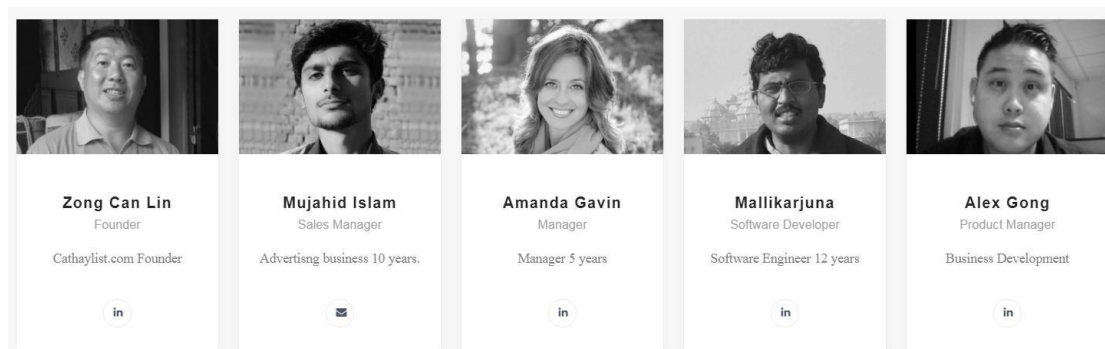 Zong Can Lin
Founder
Cathaylist.com Founder
in
Mujahid Islam
Sales Manager
Advertisng business 10 years.
Amanda Gavin
Manager
Manager 5 years
in
Mallikarjuna
Software Developer
Software Engineer 12 years
in
Alex Gong
Product Manager
Business Development
in